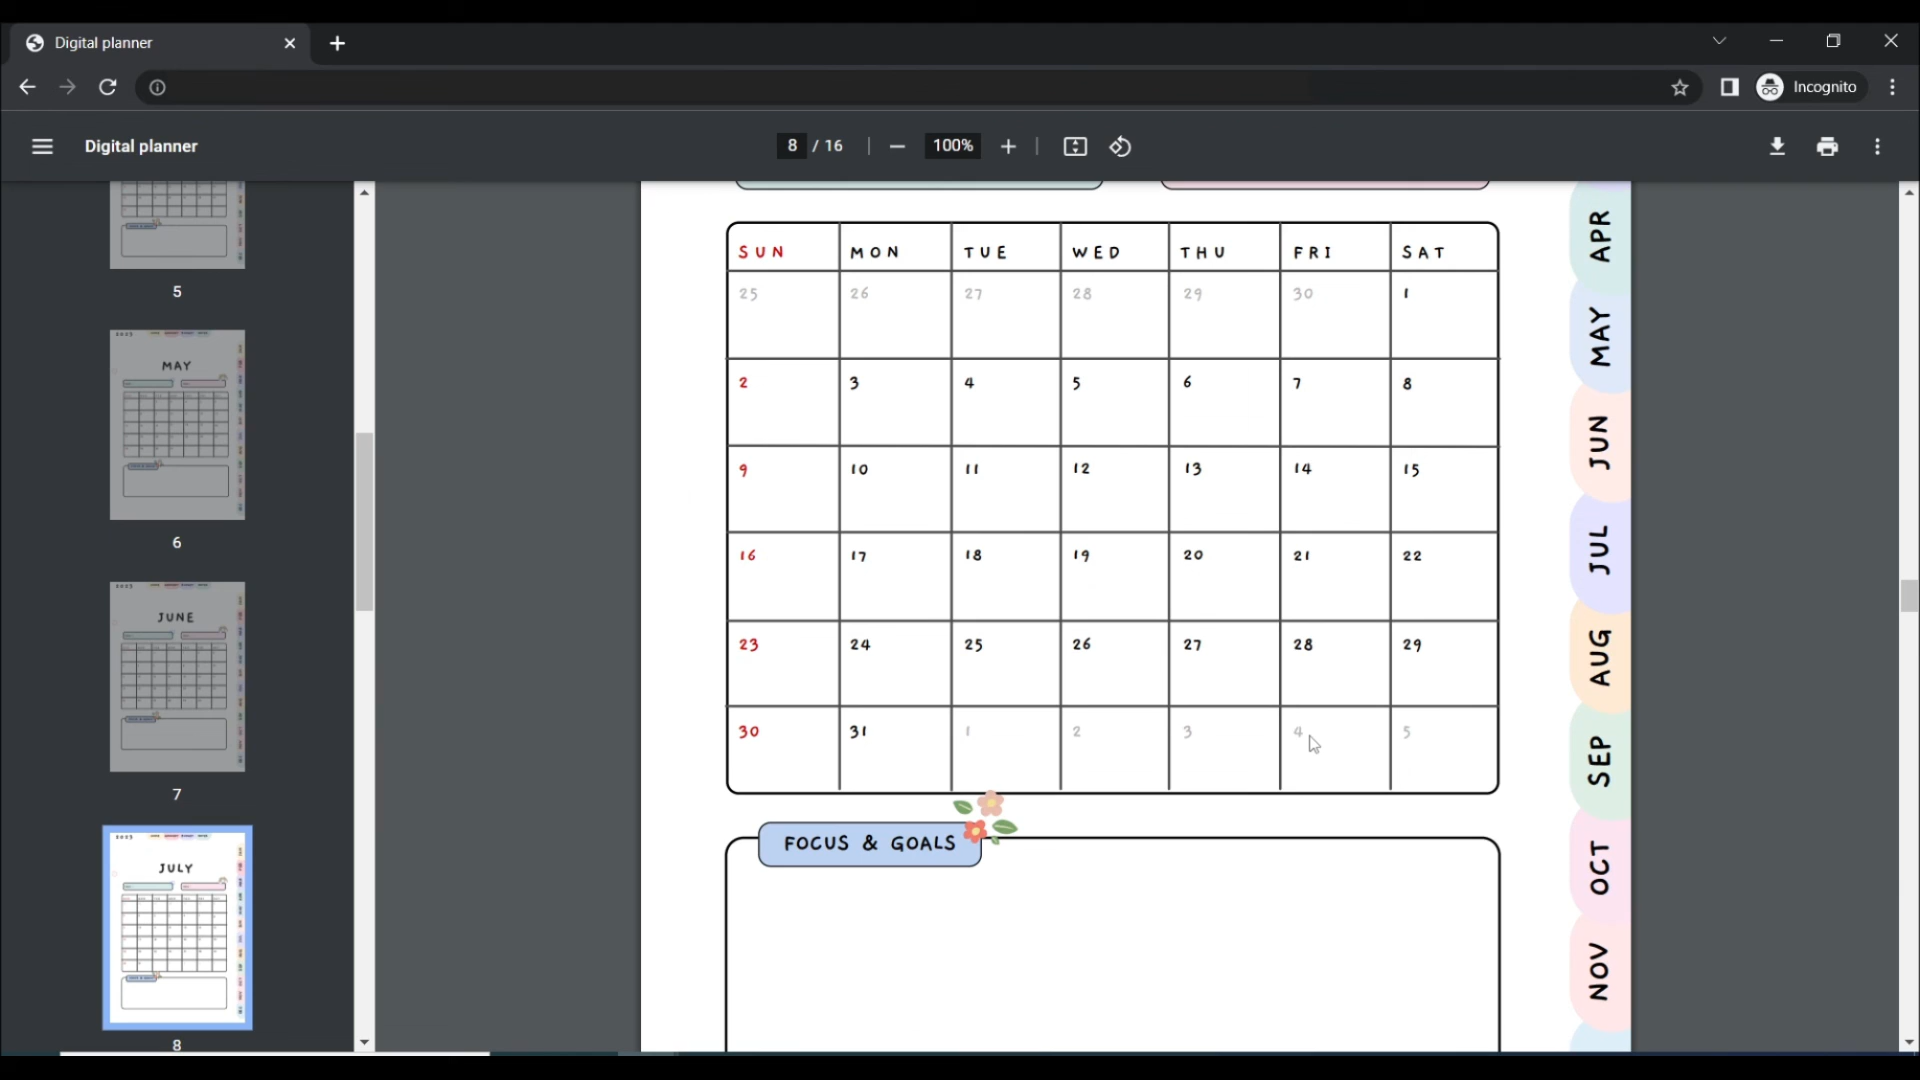 Digital planner
Incognito
Digital planner
8 / 16
100%
5
MAY
6
JUNE
7
2023
JULY
8
SUN MON TUE WED THU FRI SAT
25 26 27 28 29 30 1
2 3 4 5 6 7 8
9 10 11 12 13 14 15
16 17 18 19 20 21 22
23 24 25 26 27 28 29
30 31 1 2 3 4 5
FOCUS & GOALS
APR
MAY
JUN
JUL
AUG
SEP
OCT
NOV